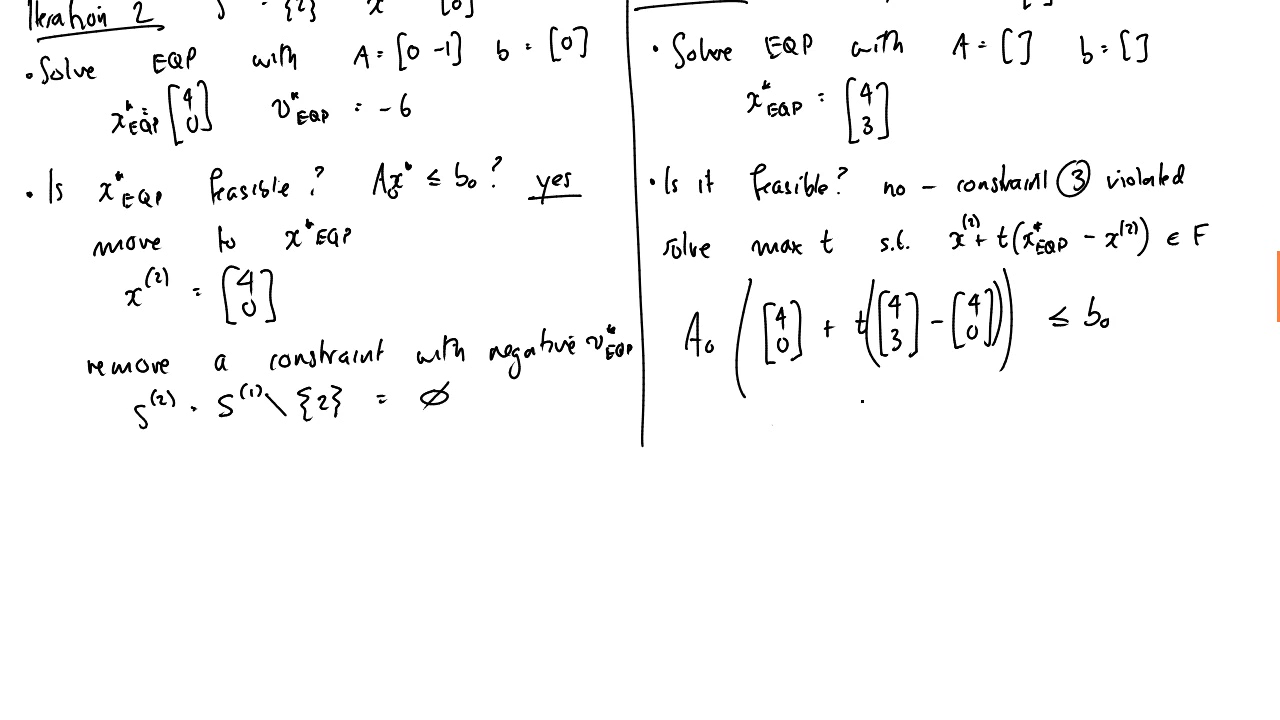 Iteration 2 S = {2} x [0]
• Solve EQP with A = [0 -1] b = [0]
x*EQP = [4 0] v*EQP = -6
• Is x*EQP feasible? A₀x* ≤ b₀? yes
move to x*EQP
x⁽²⁾ = [4 0]
remove a constraint with negative v*EQP
S⁽²⁾ = S⁽¹⁾ \ {2} = ∅
• Solve EQP with A = [] b = []
x*EQP = [4 3]
• Is it feasible? no – constraint ③ violated
solve max t s.t. x⁽²⁾ + t(x*EQP - x⁽²⁾) ∈ F
A₀ ([4 0] + t([4 3] - [4 0])) ≤ b₀